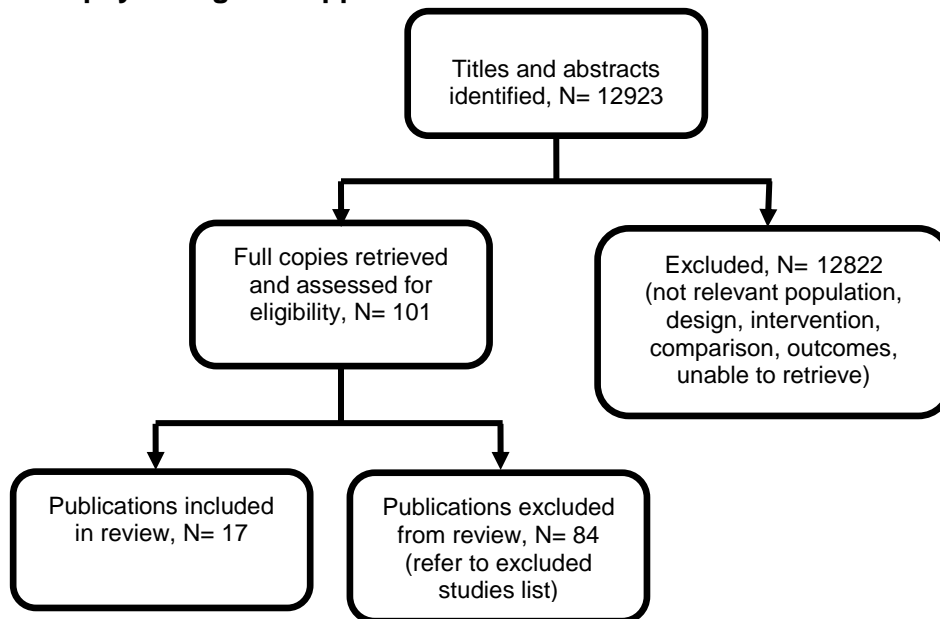 Titles and abstracts
identified, N= 12923
Full copies retrieved
and assessed for
eligibility, N= 101
Excluded, N= 12822
(not relevant population,
design, intervention,
comparison, outcomes,
unable to retrieve)
Publications included
in review, N= 17
Publications excluded
from review, N= 84
(refer to excluded
studies list)